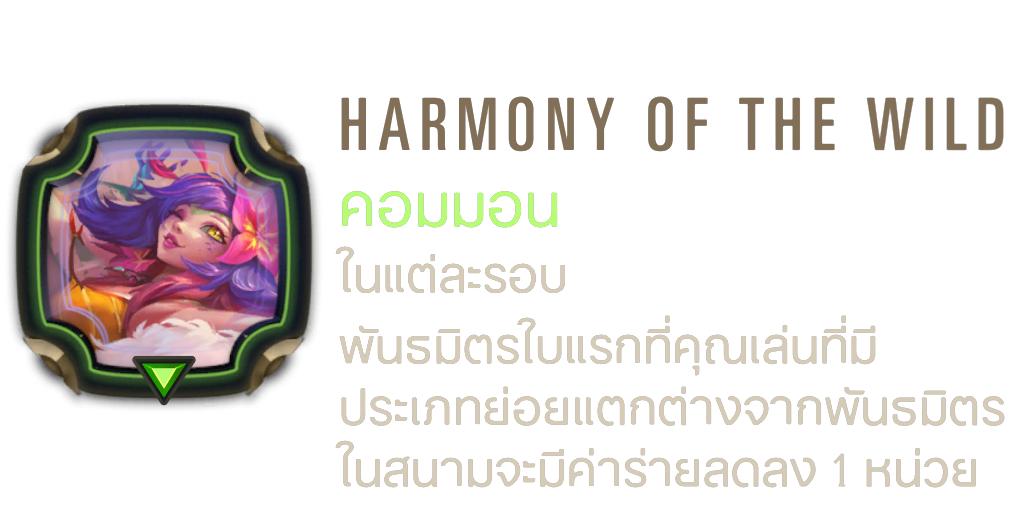 HARMONY OF THE WILD
คอมมอน
ในแต่ละรอบ
พันธมิตรใบแรกที่คุณเล่นที่มี
ประเภทย่อยแตกต่างจากพันธมิตร
ในสนามจะมีค่าร่ายลดลง 1 หน่วย